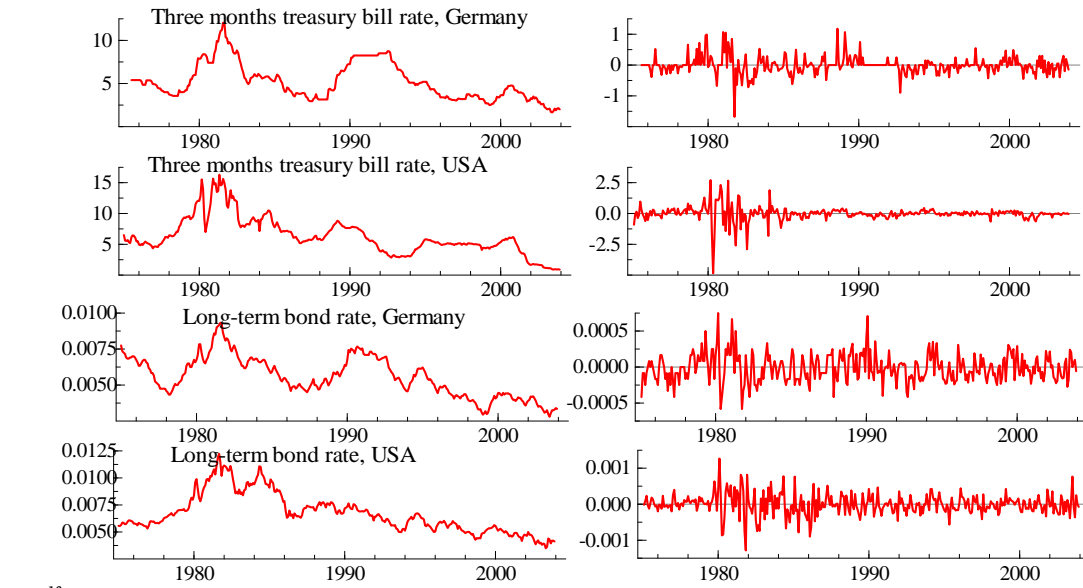 Three months treasury bill rate, Germany
10
5
1980 1990 2000
1
0
-1
1980 1990 2000
Three months treasury bill rate, USA
15
10
5
1980 1990 2000
2.5
0.0
-2.5
1980 1990 2000
Long-term bond rate, Germany
0.0100
0.0075
0.0050
1980 1990 2000
0.0005
0.0000
-0.0005
1980 1990 2000
Long-term bond rate, USA
0.0125
0.0100
0.0075
0.0050
1980 1990 2000
0.001
0.000
-0.001
1980 1990 2000